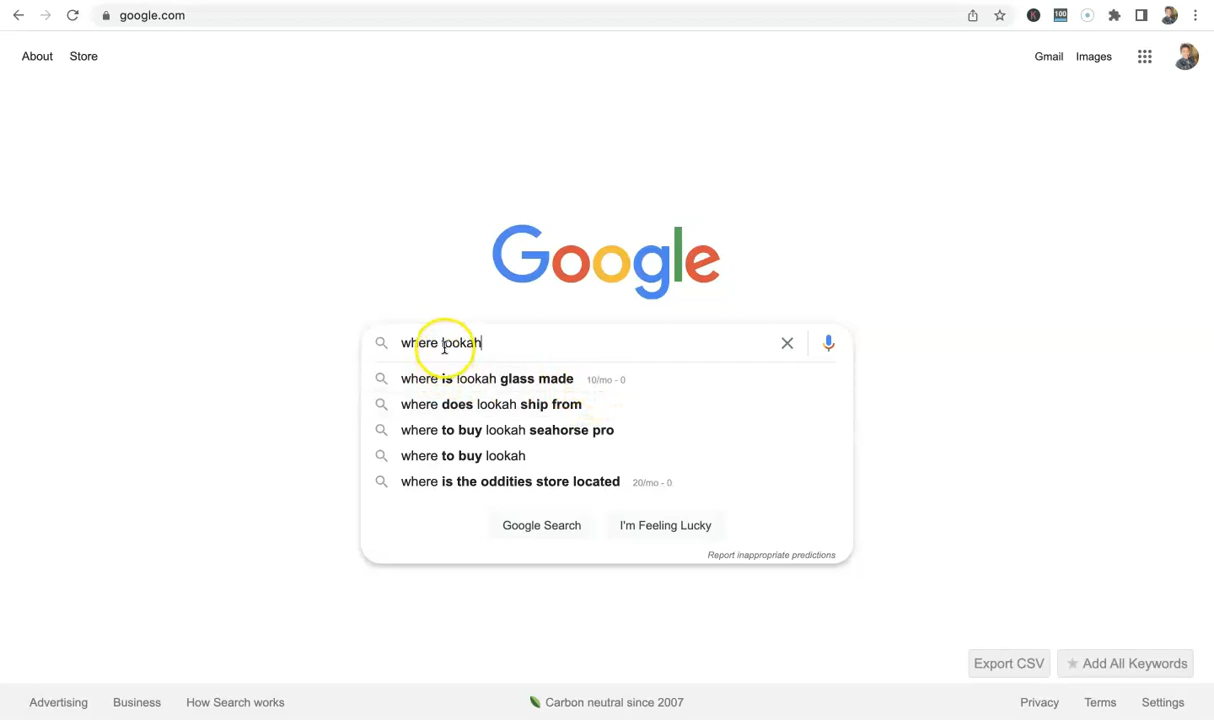 google.com
100
K
About
Store
Gmail
Images
Google
where lookah
where is lookah glass made 10/mo - 0
where does lookah ship from
where to buy lookah seahorse pro
where to buy lookah
where is the oddities store located 20/mo - 0
Google Search
I'm Feeling Lucky
Report inappropriate predictions
Export CSV
★ Add All Keywords
Advertising
Business
How Search works
Carbon neutral since 2007
Privacy
Terms
Settings